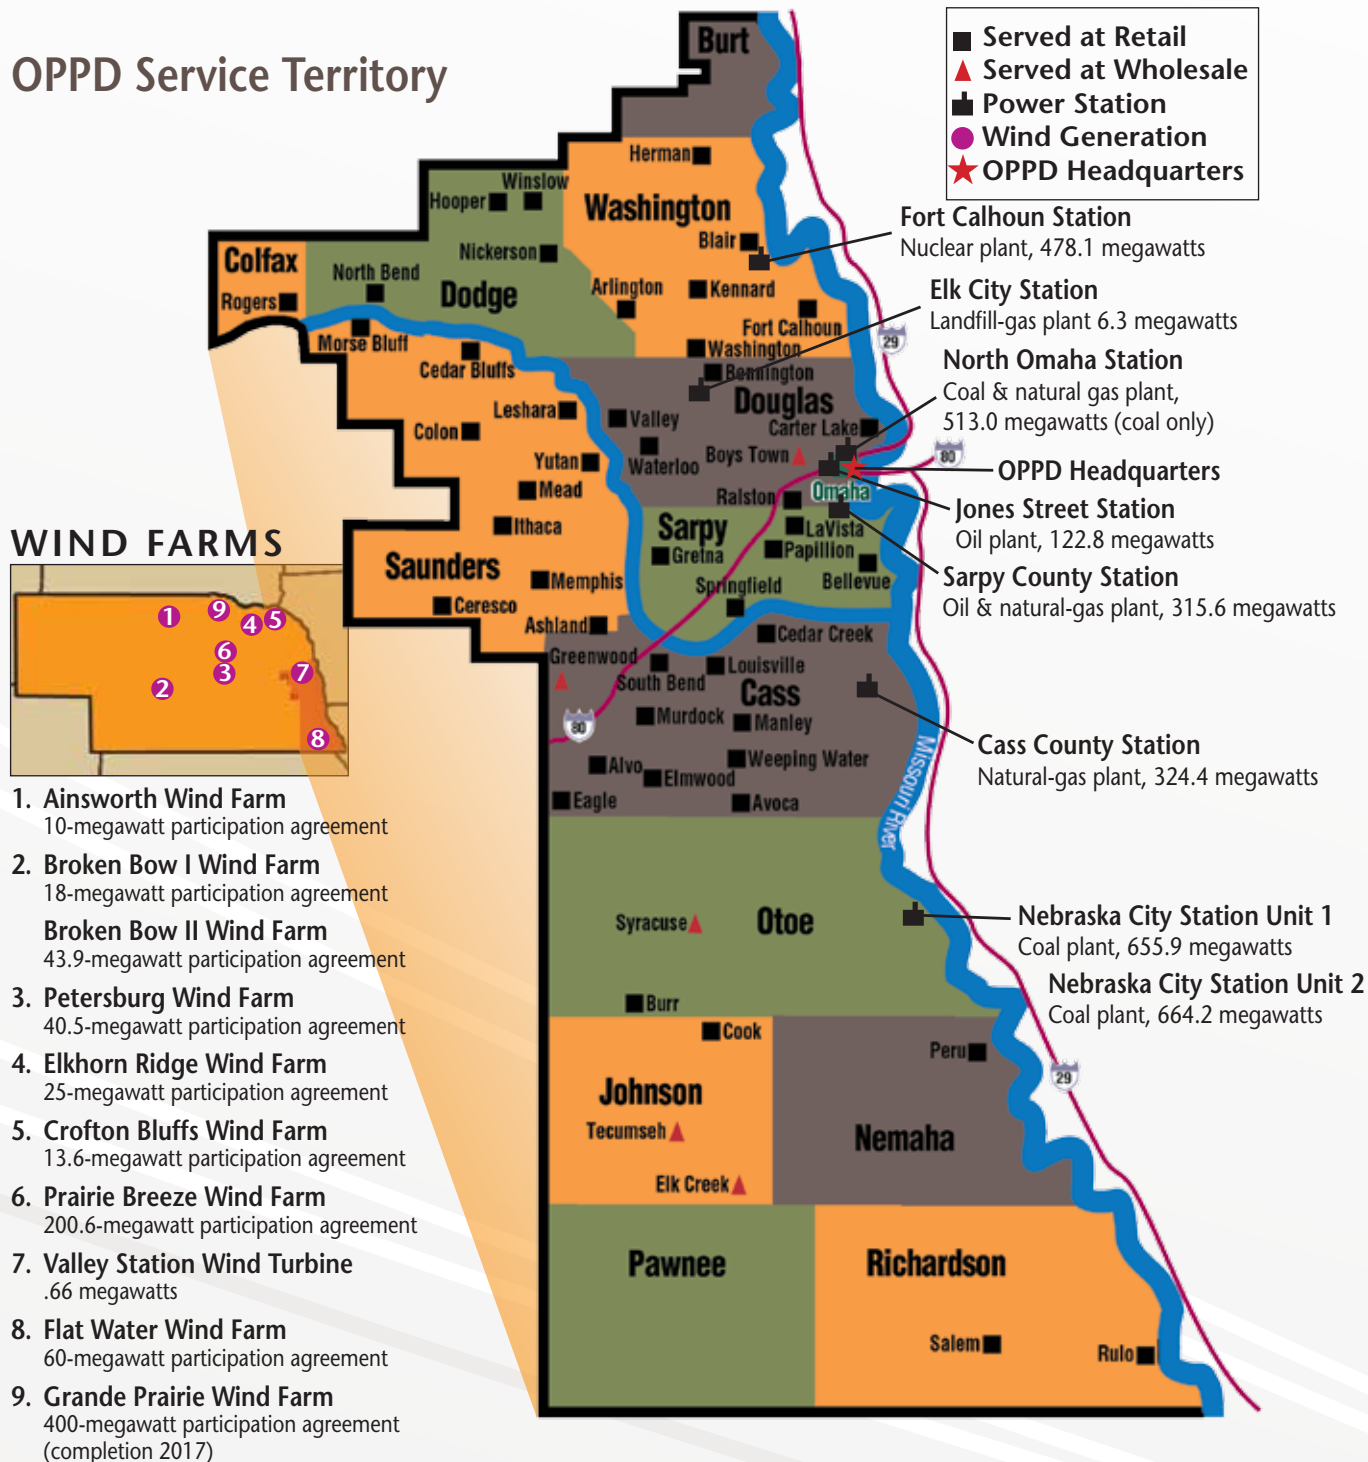 OPPD Service Territory
Served at Retail
Served at Wholesale
Power Station
Wind Generation
OPPD Headquarters
Burt
Herman
Winslow
Hooper
Washington
Blair
Nickerson
Colfax
North Bend
Dodge
Arlington
Kennard
Rogers
Fort Calhoun
Morse Bluff
Washington
Cedar Bluffs
Bennington
Douglas
Leshara
Valley
Carter Lake
Colon
Waterloo
Boys Town
Yutan
Mead
Ralston
Omaha
Ithaca
Sarpy
LaVista
Gretna
Papillion
Saunders
Memphis
Springfield
Bellevue
Ceresco
Ashland
Cedar Creek
Greenwood
Louisville
South Bend
Cass
Murdock
Manley
Alvo
Weeping Water
Elmwood
Eagle
Avoca
Missouri River
Syracuse
Otoe
Burr
Cook
Peru
Johnson
Tecumseh
Nemaha
Elk Creek
Pawnee
Richardson
Salem
Rulo
29
80
80
29
Fort Calhoun Station
Nuclear plant, 478.1 megawatts
Elk City Station
Landfill-gas plant 6.3 megawatts
North Omaha Station
Coal & natural gas plant,
513.0 megawatts (coal only)
OPPD Headquarters
Jones Street Station
Oil plant, 122.8 megawatts
Sarpy County Station
Oil & natural-gas plant, 315.6 megawatts
Cass County Station
Natural-gas plant, 324.4 megawatts
Nebraska City Station Unit 1
Coal plant, 655.9 megawatts
Nebraska City Station Unit 2
Coal plant, 664.2 megawatts
WIND FARMS
1
9
4
5
6
3
7
2
8
1. Ainsworth Wind Farm
10-megawatt participation agreement
2. Broken Bow I Wind Farm
18-megawatt participation agreement
Broken Bow II Wind Farm
43.9-megawatt participation agreement
3. Petersburg Wind Farm
40.5-megawatt participation agreement
4. Elkhorn Ridge Wind Farm
25-megawatt participation agreement
5. Crofton Bluffs Wind Farm
13.6-megawatt participation agreement
6. Prairie Breeze Wind Farm
200.6-megawatt participation agreement
7. Valley Station Wind Turbine
.66 megawatts
8. Flat Water Wind Farm
60-megawatt participation agreement
9. Grande Prairie Wind Farm
400-megawatt participation agreement
(completion 2017)